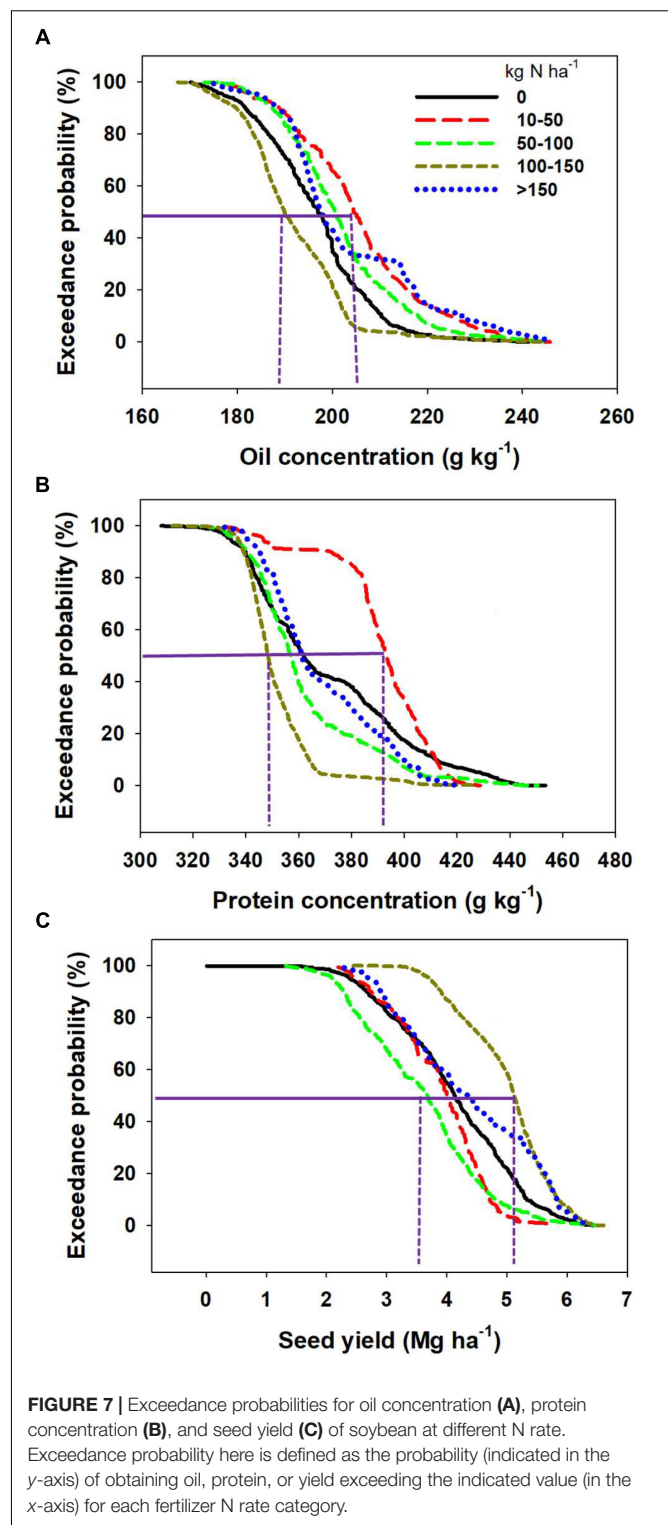 A
kg N ha-1
0
10-50
50-100
100-150
>150
Exceedance probability (%)
100
80
60
40
20
0
160 180 200 220 240 260
Oil concentration (g kg-1)
B
Exceedance probability (%)
100
80
60
40
20
0
300 320 340 360 380 400 420 440 460 480
Protein concentration (g kg-1)
C
Exceedance probability (%)
100
80
60
40
20
0
0 1 2 3 4 5 6 7
Seed yield (Mg ha-1)
FIGURE 7 | Exceedance probabilities for oil concentration (A), protein
concentration (B), and seed yield (C) of soybean at different N rate.
Exceedance probability here is defined as the probability (indicated in the
y-axis) of obtaining oil, protein, or yield exceeding the indicated value (in the
x-axis) for each fertilizer N rate category.